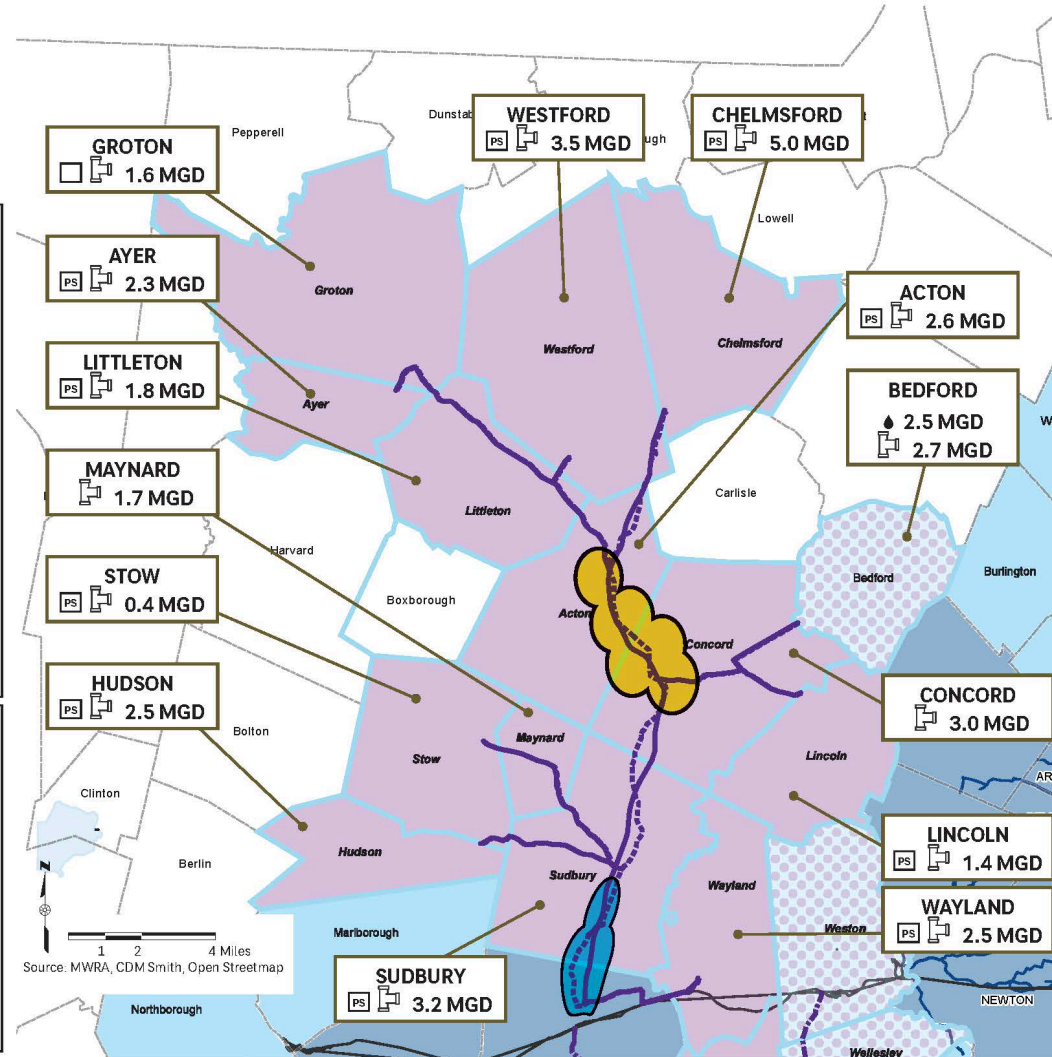 Pepperell
Dunstab
ugh
t
GROTON
1.6 MGD
WESTFORD
PS 3.5 MGD
CHELMSFORD
PS 5.0 MGD
Lowell
AYER
PS 2.3 MGD
ACTON
PS 2.6 MGD
Groton
Westford
Chelmsford
LITTLETON
PS 1.8 MGD
Ayer
BEDFORD
2.5 MGD
2.7 MGD
W
MAYNARD
1.7 MGD
Littleton
Carlisle
Harvard
STOW
PS 0.4 MGD
Boxborough
Acton
Concord
Bedford
Burlington
HUDSON
PS 2.5 MGD
Bolton
Stow
Maynard
Lincoln
CONCORD
3.0 MGD
AR
Clinton
Berlin
Hudson
Sudbury
Wayland
LINCOLN
PS 1.4 MGD
N
Marlborough
Weston
WAYLAND
PS 2.5 MGD
1 2 4 Miles
Source: MWRA, CDM Smith, Open Streetmap
SUDBURY
PS 3.2 MGD
Northborough
NEWTON
Wellesley